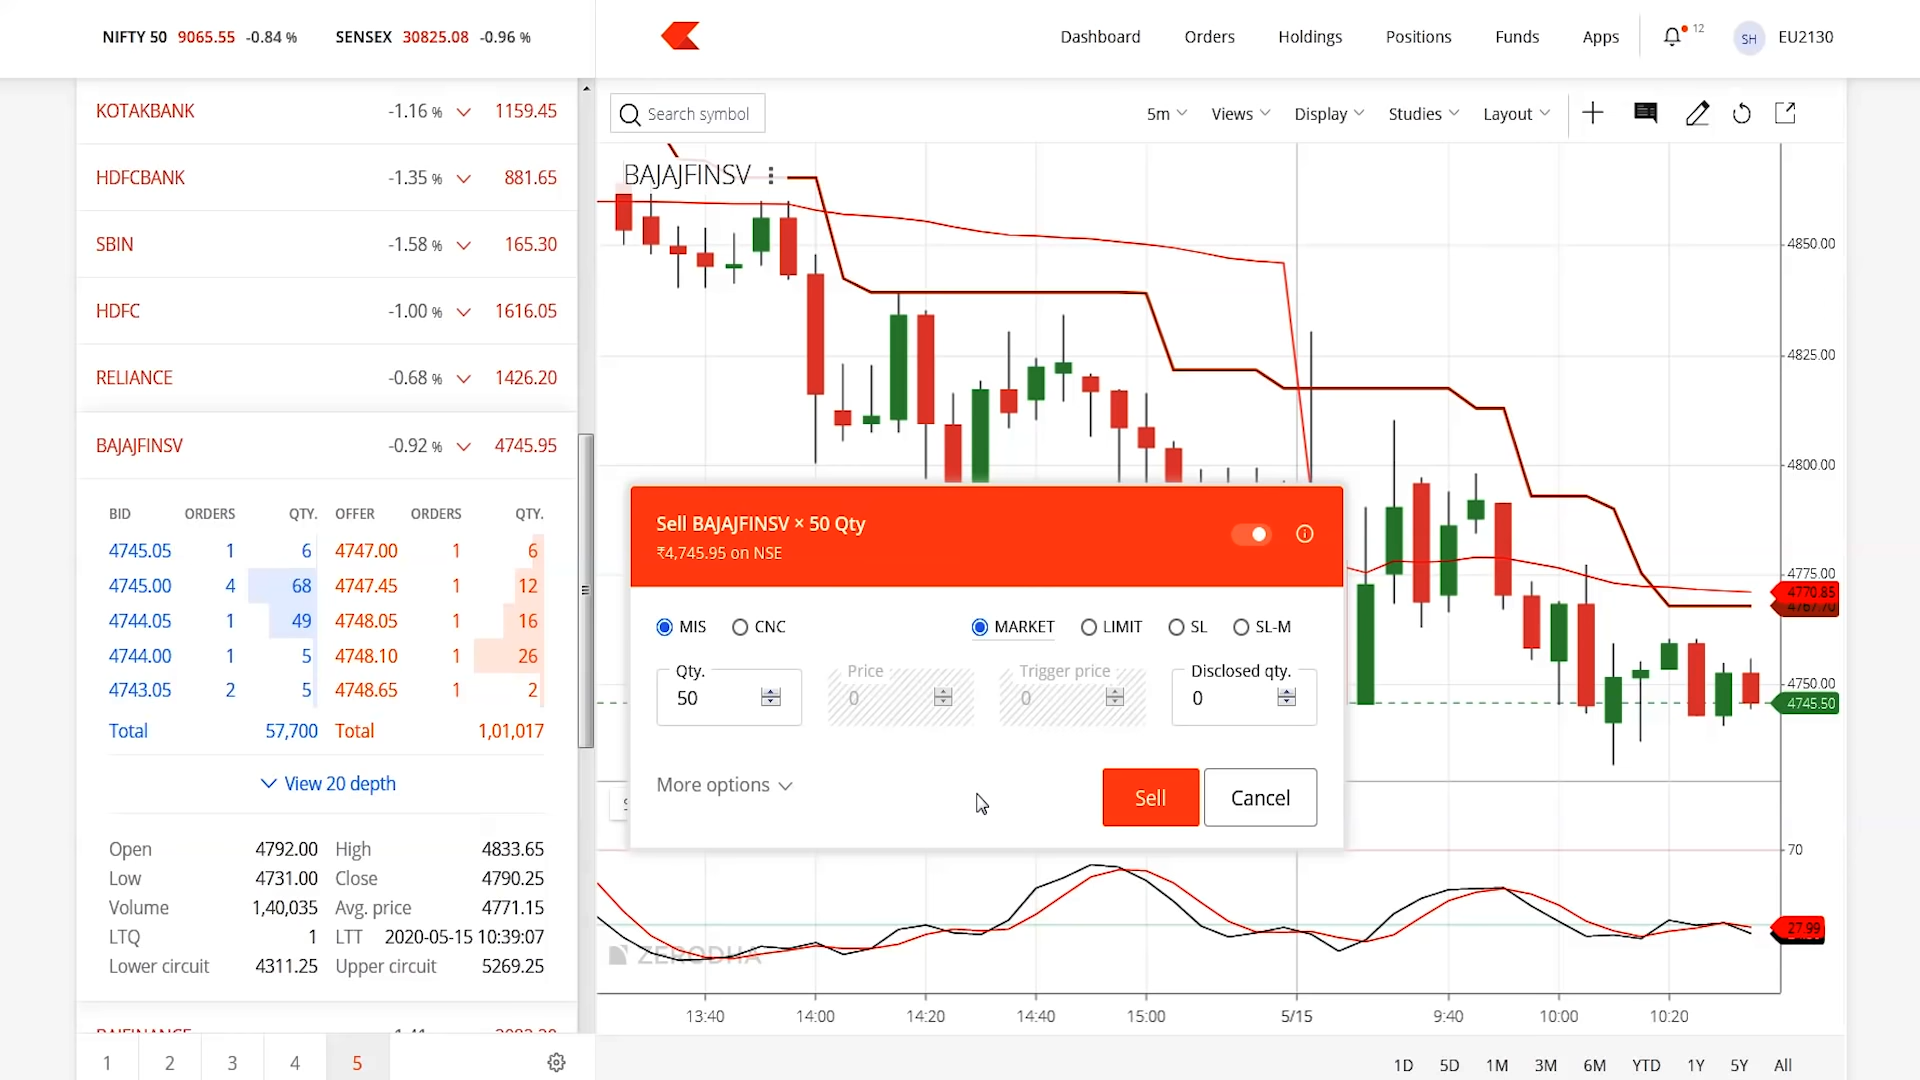 NIFTY 50 9065.55 -0.84 % SENSEX 30825.08 -0.96 %
Dashboard Orders Holdings Positions Funds Apps 12 SH EU2130
KOTAKBANK -1.16 % 1159.45
HDFCBANK -1.35 % 881.65
SBIN -1.58 % 165.30
HDFC -1.00 % 1616.05
RELIANCE -0.68 % 1426.20
BAJAJFINSV -0.92 % 4745.95
BID ORDERS QTY. OFFER ORDERS QTY.
4745.05 1 6 4747.00 1 6
4745.00 4 68 4747.45 1 12
4744.05 1 49 4748.05 1 16
4744.00 1 5 4748.10 1 26
4743.05 2 5 4748.65 1 2
Total 57,700 Total 1,01,017
View 20 depth
Open 4792.00 High 4833.65
Low 4731.00 Close 4790.25
Volume 1,40,035 Avg. price 4771.15
LTQ 1 LTT 2020-05-15 10:39:07
Lower circuit 4311.25 Upper circuit 5269.25
1 2 3 4 5
Search symbol 5m Views Display Studies Layout
BAJAJFINSV
4850.00
4825.00
4800.00
4775.00
4770.85
4767.70
4750.00
4745.50
Sell BAJAJFINSV × 50 Qty
₹4,745.95 on NSE
MIS CNC MARKET LIMIT SL SL-M
Qty. Price Trigger price Disclosed qty.
50 0 0 0
More options Sell Cancel
70
27.99
ZERODHA
13:40 14:00 14:20 14:40 15:00 5/15 9:40 10:00 10:20
1D 5D 1M 3M 6M YTD 1Y 5Y All